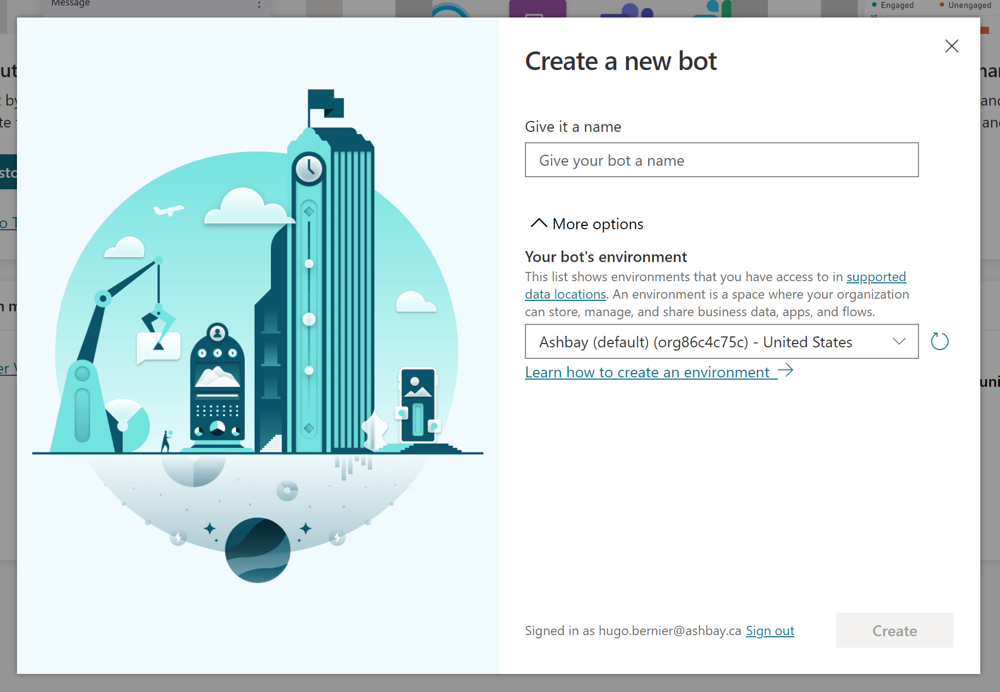 Message
Engaged
Unengaged
15
Create a new bot
Give it a name
Give your bot a name
More options
Your bot's environment
This list shows environments that you have access to in supported
data locations. An environment is a space where your organization
can store, manage, and share business data, apps, and flows.
Ashbay (default) (org86c4c75c) - United States
Learn how to create an environment
Signed in as hugo.bernier@ashbay.ca Sign out
Create